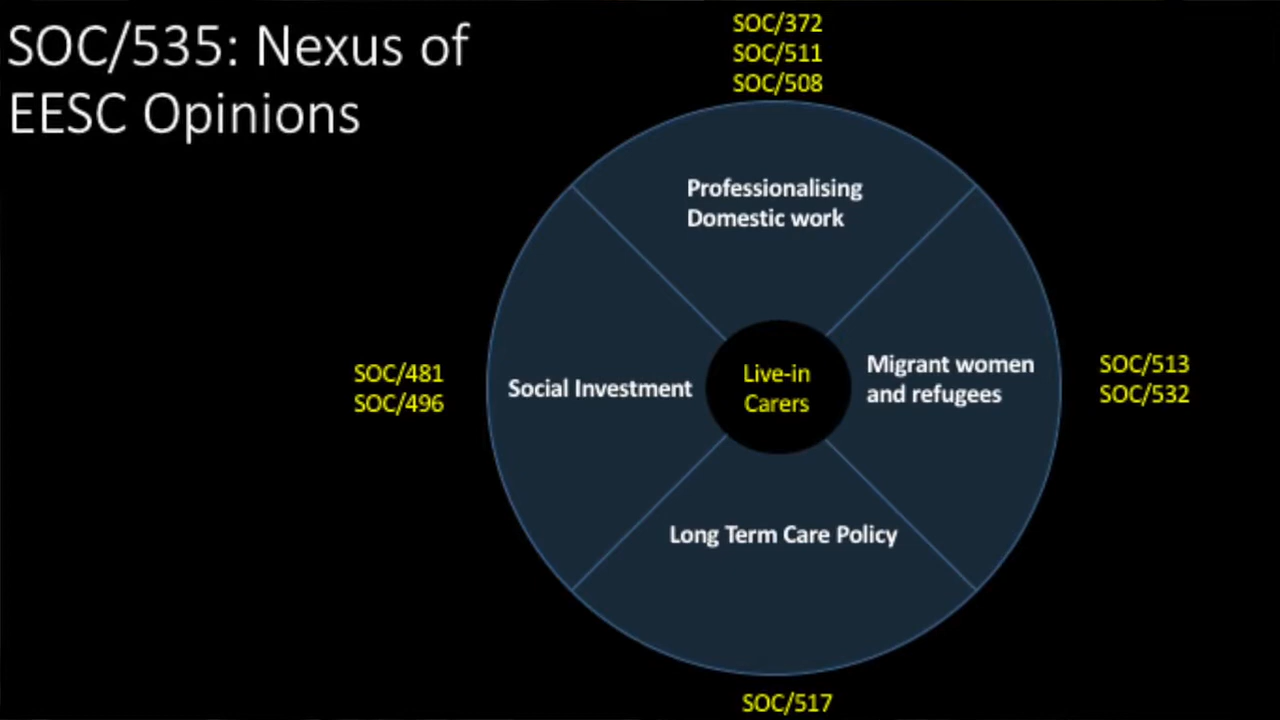 SOC/535: Nexus of
EESC Opinions
SOC/372
SOC/511
SOC/508
Professionalising
Domestic work
SOC/481
SOC/496
Social Investment
Live-in
Carers
Migrant women
and refugees
SOC/513
SOC/532
Long Term Care Policy
SOC/517